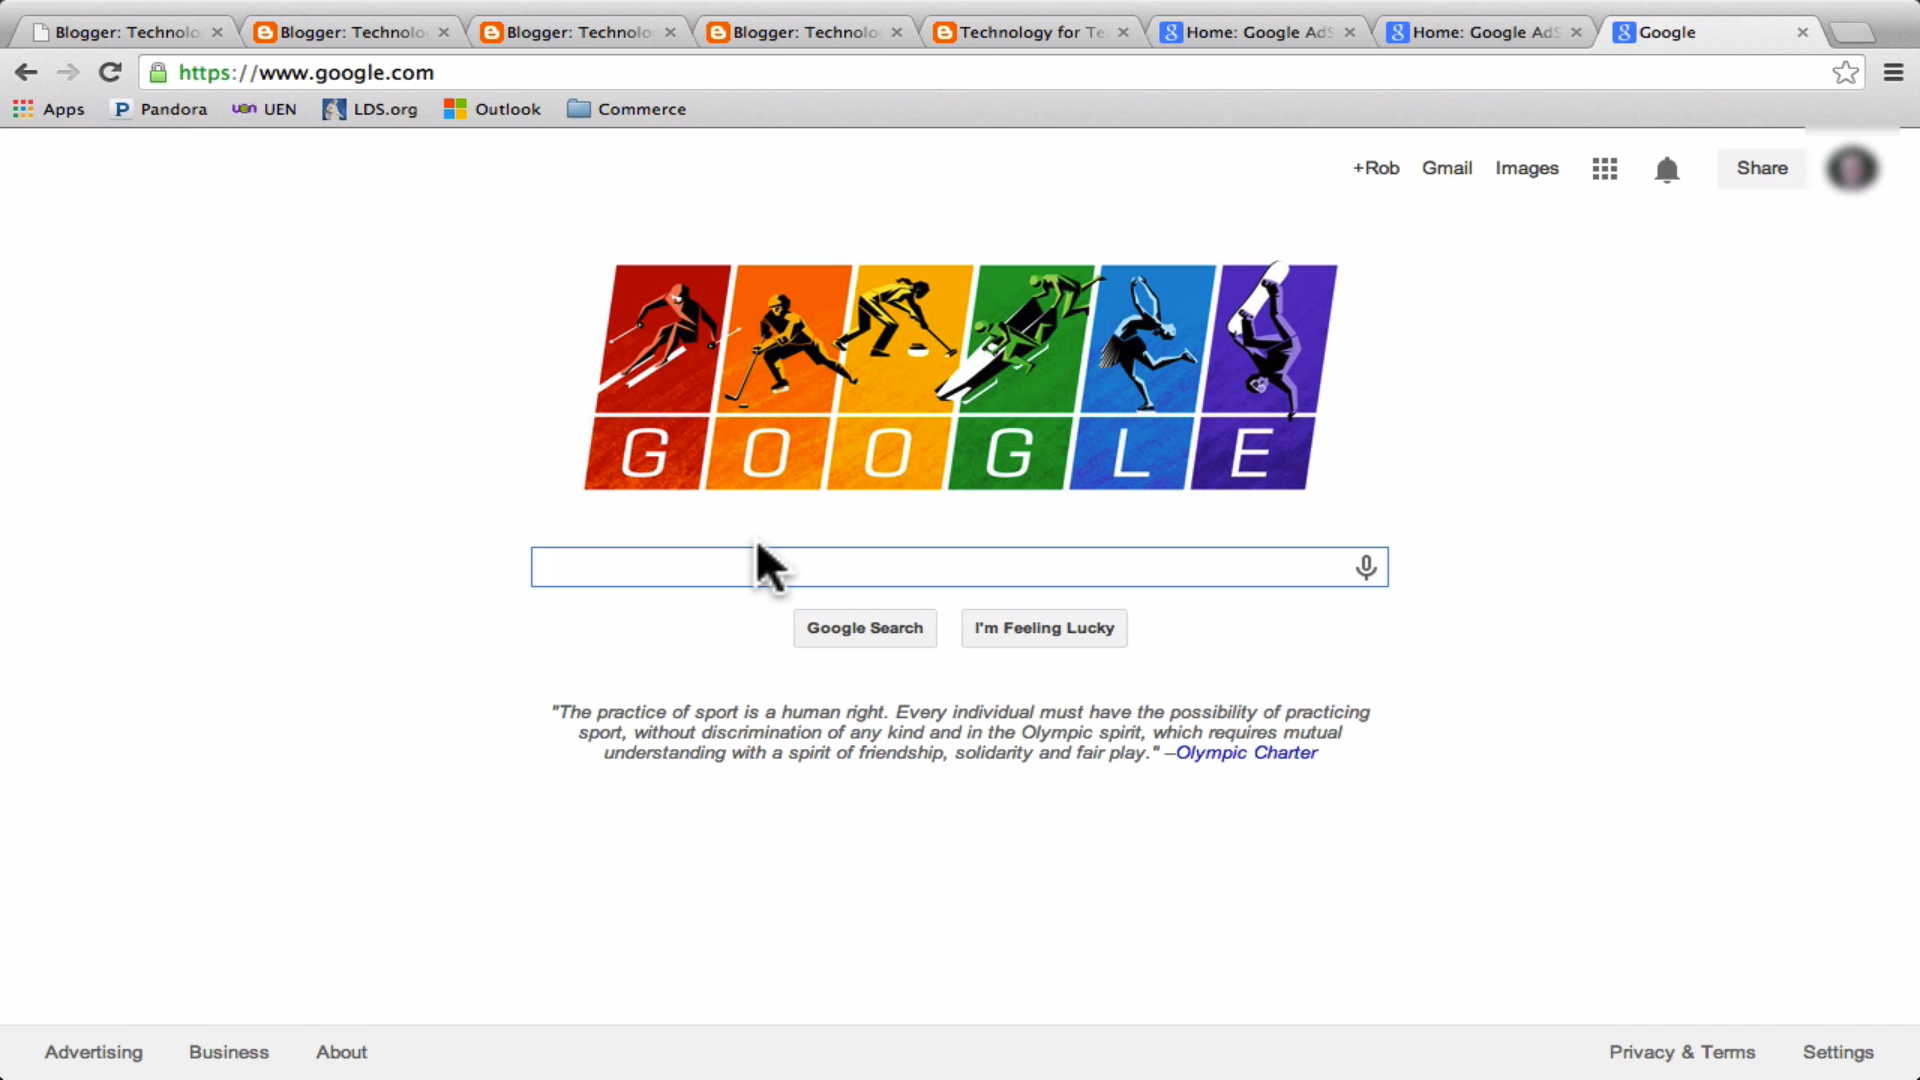 Blogger: Technolo
Blogger: Technolo
Blogger: Technolo
Blogger: Technolo
Technology for Te
Home: Google AdS
Home: Google AdS
Google
https://www.google.com
Apps
Pandora
uen UEN
LDS.org
Outlook
Commerce
+Rob
Gmail
Images
Share
GOOGLE
Google Search
I'm Feeling Lucky
"The practice of sport is a human right. Every individual must have the possibility of practicing
sport, without discrimination of any kind and in the Olympic spirit, which requires mutual
understanding with a spirit of friendship, solidarity and fair play." –Olympic Charter
Advertising
Business
About
Privacy & Terms
Settings